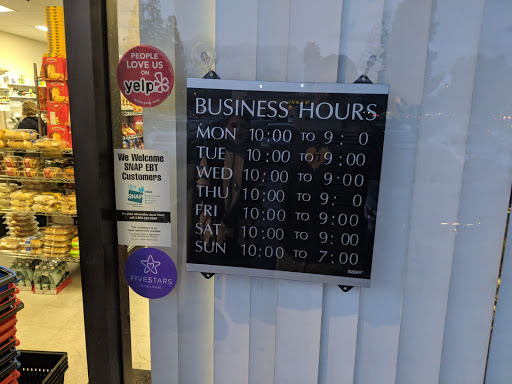 PEOPLE
LOVE US
on
yelp
We Welcome
SNAP EBT
Customers
SNAP
FIVESTARS
BUSINESS HOURS
MON 10:00 TO 9: 0
TUE 10:00 TO 9:00
WED 10:00 TO 9:00
THU 10:00 TO 9: 0
FRI 10:00 TO 9:00
SAT 10:00 TO 9:00
SUN 10:00 TO 7:00